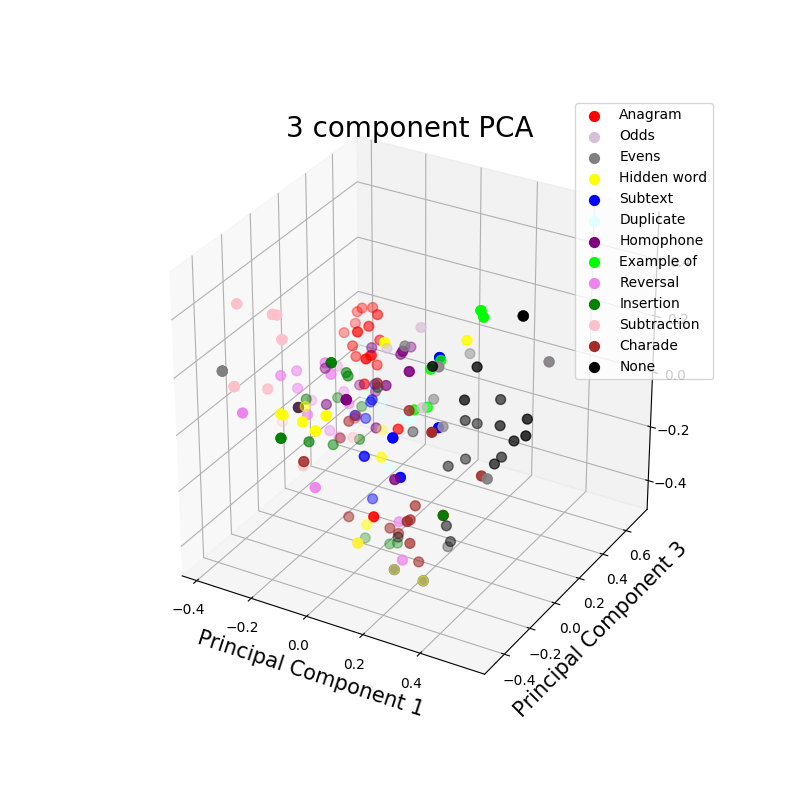 3 component PCA
Anagram
Odds
Evens
Hidden word
Subtext
Duplicate
Homophone
Example of
Reversal
Insertion
Subtraction
Charade
None
0.2
0.0
−0.2
−0.4
0.6
0.4
0.2
0.0
−0.2
−0.4
Principal Component 3
−0.4
−0.2
0.0
0.2
0.4
Principal Component 1